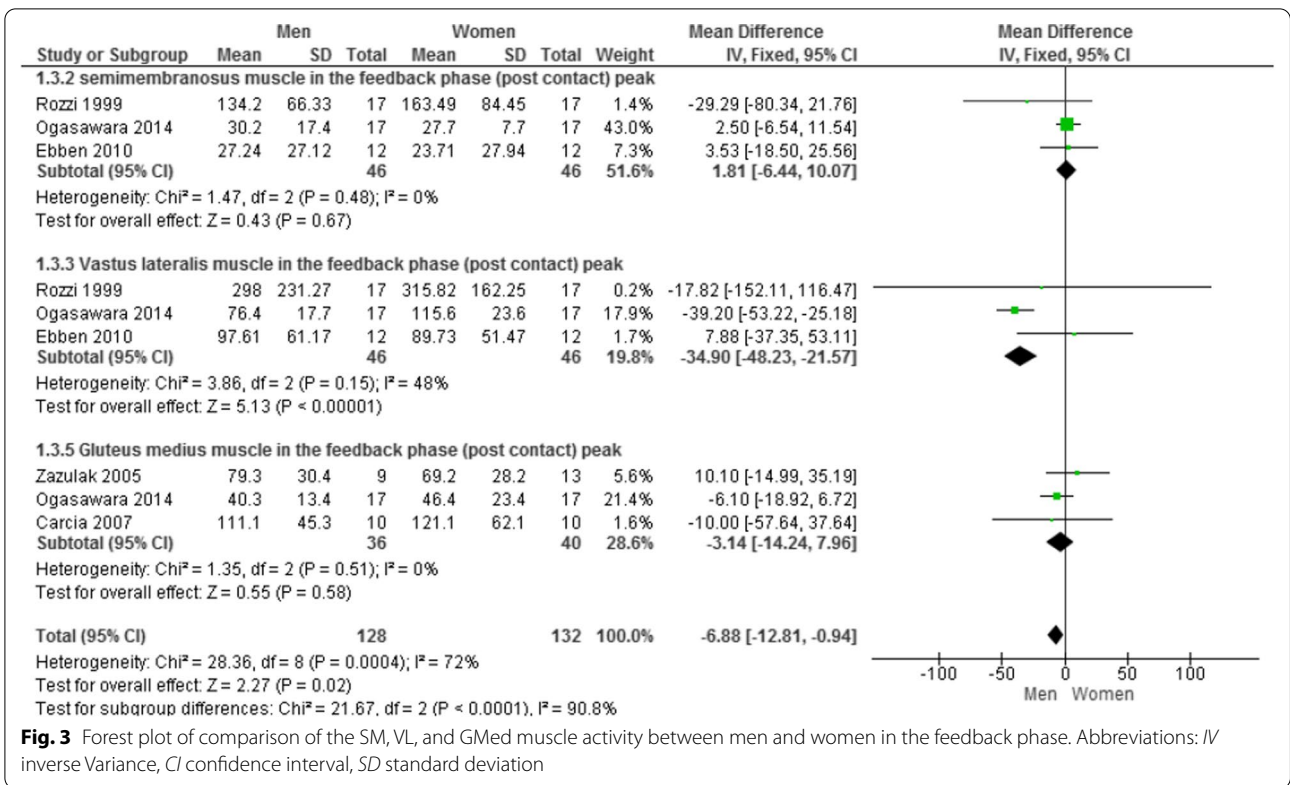 Men Women Mean Difference Mean Difference
Study or Subgroup Mean SD Total Mean SD Total Weight IV, Fixed, 95% CI IV, Fixed, 95% CI
1.3.2 semimembranosus muscle in the feedback phase (post contact) peak
Rozzi 1999 134.2 66.33 17 163.49 84.45 17 1.4% -29.29 [-80.34, 21.76]
Ogasawara 2014 30.2 17.4 17 27.7 7.7 17 43.0% 2.50 [-6.54, 11.54]
Ebben 2010 27.24 27.12 12 23.71 27.94 12 7.3% 3.53 [-18.50, 25.56]
Subtotal (95% CI) 46 46 51.6% 1.81 [-6.44, 10.07]
Heterogeneity: Chi² = 1.47, df = 2 (P = 0.48); I² = 0%
Test for overall effect: Z = 0.43 (P = 0.67)
1.3.3 Vastus lateralis muscle in the feedback phase (post contact) peak
Rozzi 1999 298 231.27 17 315.82 162.25 17 0.2% -17.82 [-152.11, 116.47]
Ogasawara 2014 76.4 17.7 17 115.6 23.6 17 17.9% -39.20 [-53.22, -25.18]
Ebben 2010 97.61 61.17 12 89.73 51.47 12 1.7% 7.88 [-37.35, 53.11]
Subtotal (95% CI) 46 46 19.8% -34.90 [-48.23, -21.57]
Heterogeneity: Chi² = 3.86, df = 2 (P = 0.15); I² = 48%
Test for overall effect: Z = 5.13 (P < 0.00001)
1.3.5 Gluteus medius muscle in the feedback phase (post contact) peak
Zazulak 2005 79.3 30.4 9 69.2 28.2 13 5.6% 10.10 [-14.99, 35.19]
Ogasawara 2014 40.3 13.4 17 46.4 23.4 17 21.4% -6.10 [-18.92, 6.72]
Carcia 2007 111.1 45.3 10 121.1 62.1 10 1.6% -10.00 [-57.64, 37.64]
Subtotal (95% CI) 36 40 28.6% -3.14 [-14.24, 7.96]
Heterogeneity: Chi² = 1.35, df = 2 (P = 0.51); I² = 0%
Test for overall effect: Z = 0.55 (P = 0.58)
Total (95% CI) 128 132 100.0% -6.88 [-12.81, -0.94]
Heterogeneity: Chi² = 28.36, df = 8 (P = 0.0004); I² = 72%
Test for overall effect: Z = 2.27 (P = 0.02)
Test for subgroup differences: Chi² = 21.67, df = 2 (P < 0.0001), I² = 90.8%
-100 -50 0 50 100
Men Women
Fig. 3 Forest plot of comparison of the SM, VL, and GMed muscle activity between men and women in the feedback phase. Abbreviations: IV
inverse Variance, CI confidence interval, SD standard deviation